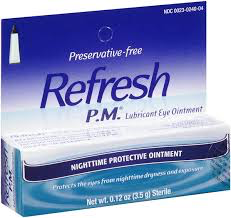 NDC 0023-0240-04
Preservative-free
Refresh
P.M.® Lubricant Eye Ointment
NIGHTTIME PROTECTIVE OINTMENT
Protects the eyes from nighttime dryness and exposure
Net wt. 0.12 oz (3.5 g) Sterile